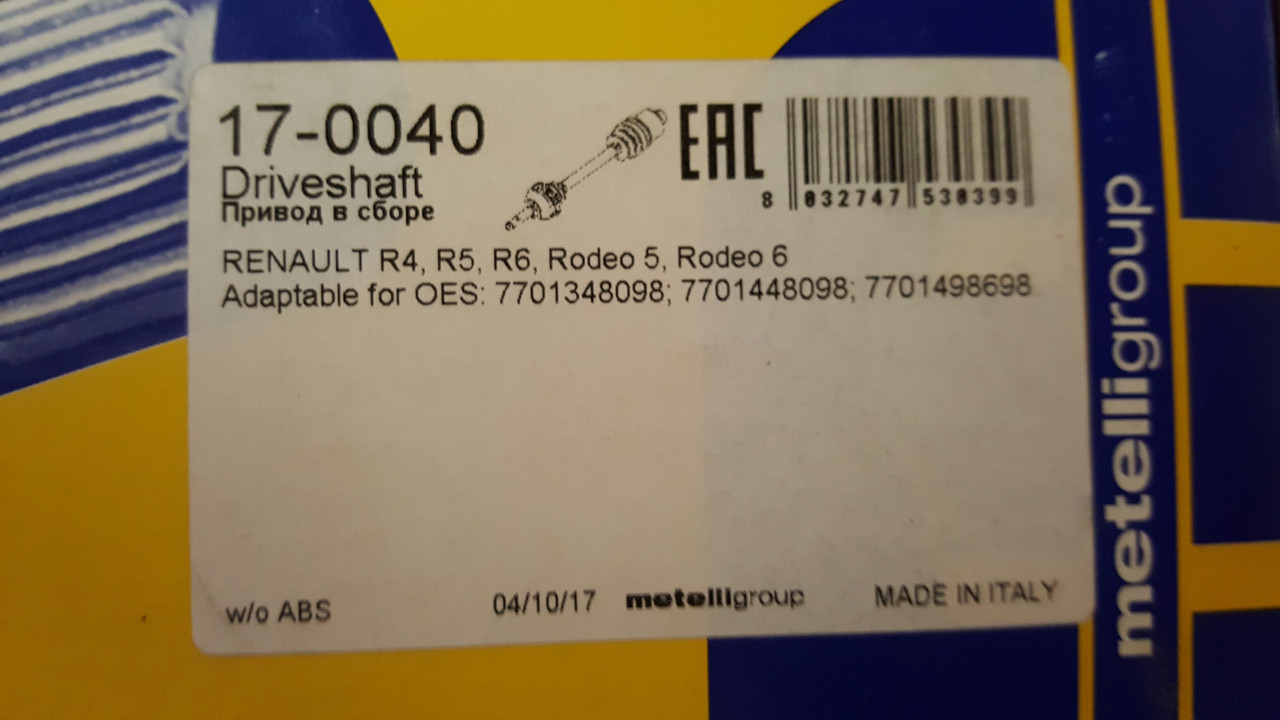 17-0040
EAC
Driveshaft
Привод в сборе
8 032747 530399
RENAULT R4, R5, R6, Rodeo 5, Rodeo 6
Adaptable for OES: 7701348098; 7701448098; 7701498698
w/o ABS
04/10/17
metelligroup
MADE IN ITALY
metelligroup